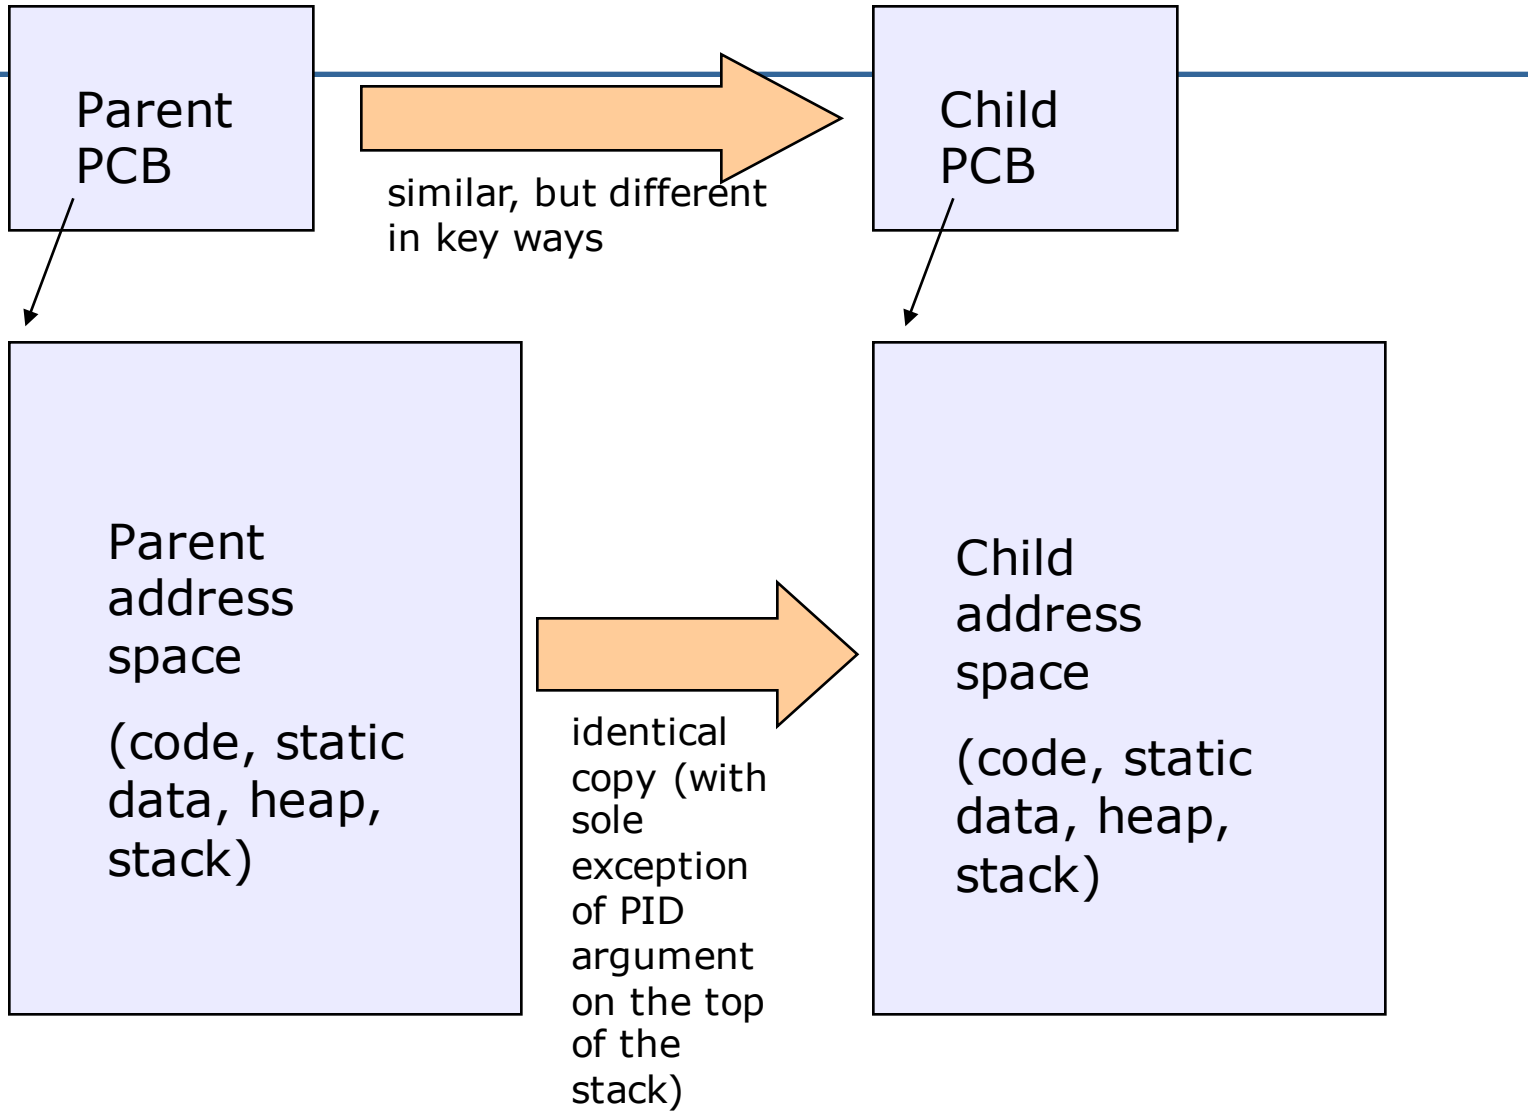 Parent
PCB
similar, but different
in key ways
Child
PCB
Parent
address
space
(code, static
data, heap,
stack)
identical
copy (with
sole
exception
of PID
argument
on the top
of the
stack)
Child
address
space
(code, static
data, heap,
stack)